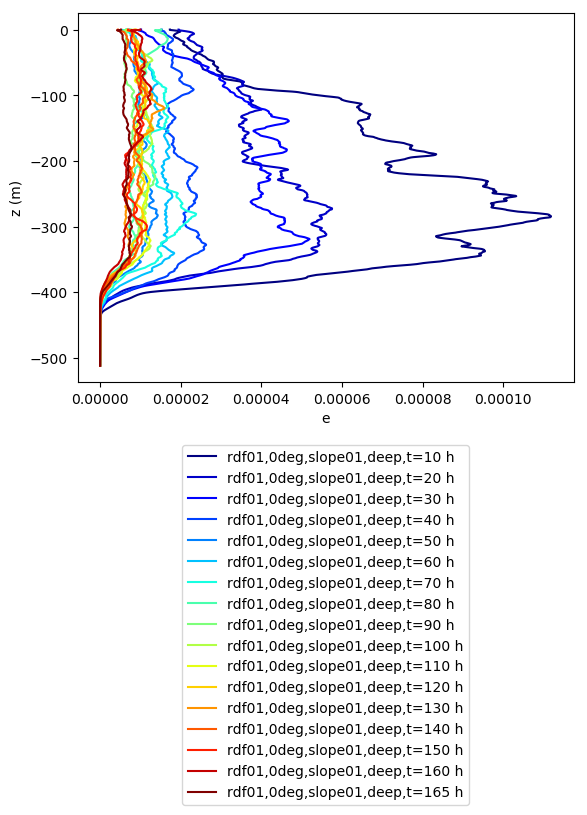 0
−100
−200
−300
−400
−500
z (m)
0.00000 0.00002 0.00004 0.00006 0.00008 0.00010
e
rdf01,0deg,slope01,deep,t=10 h
rdf01,0deg,slope01,deep,t=20 h
rdf01,0deg,slope01,deep,t=30 h
rdf01,0deg,slope01,deep,t=40 h
rdf01,0deg,slope01,deep,t=50 h
rdf01,0deg,slope01,deep,t=60 h
rdf01,0deg,slope01,deep,t=70 h
rdf01,0deg,slope01,deep,t=80 h
rdf01,0deg,slope01,deep,t=90 h
rdf01,0deg,slope01,deep,t=100 h
rdf01,0deg,slope01,deep,t=110 h
rdf01,0deg,slope01,deep,t=120 h
rdf01,0deg,slope01,deep,t=130 h
rdf01,0deg,slope01,deep,t=140 h
rdf01,0deg,slope01,deep,t=150 h
rdf01,0deg,slope01,deep,t=160 h
rdf01,0deg,slope01,deep,t=165 h